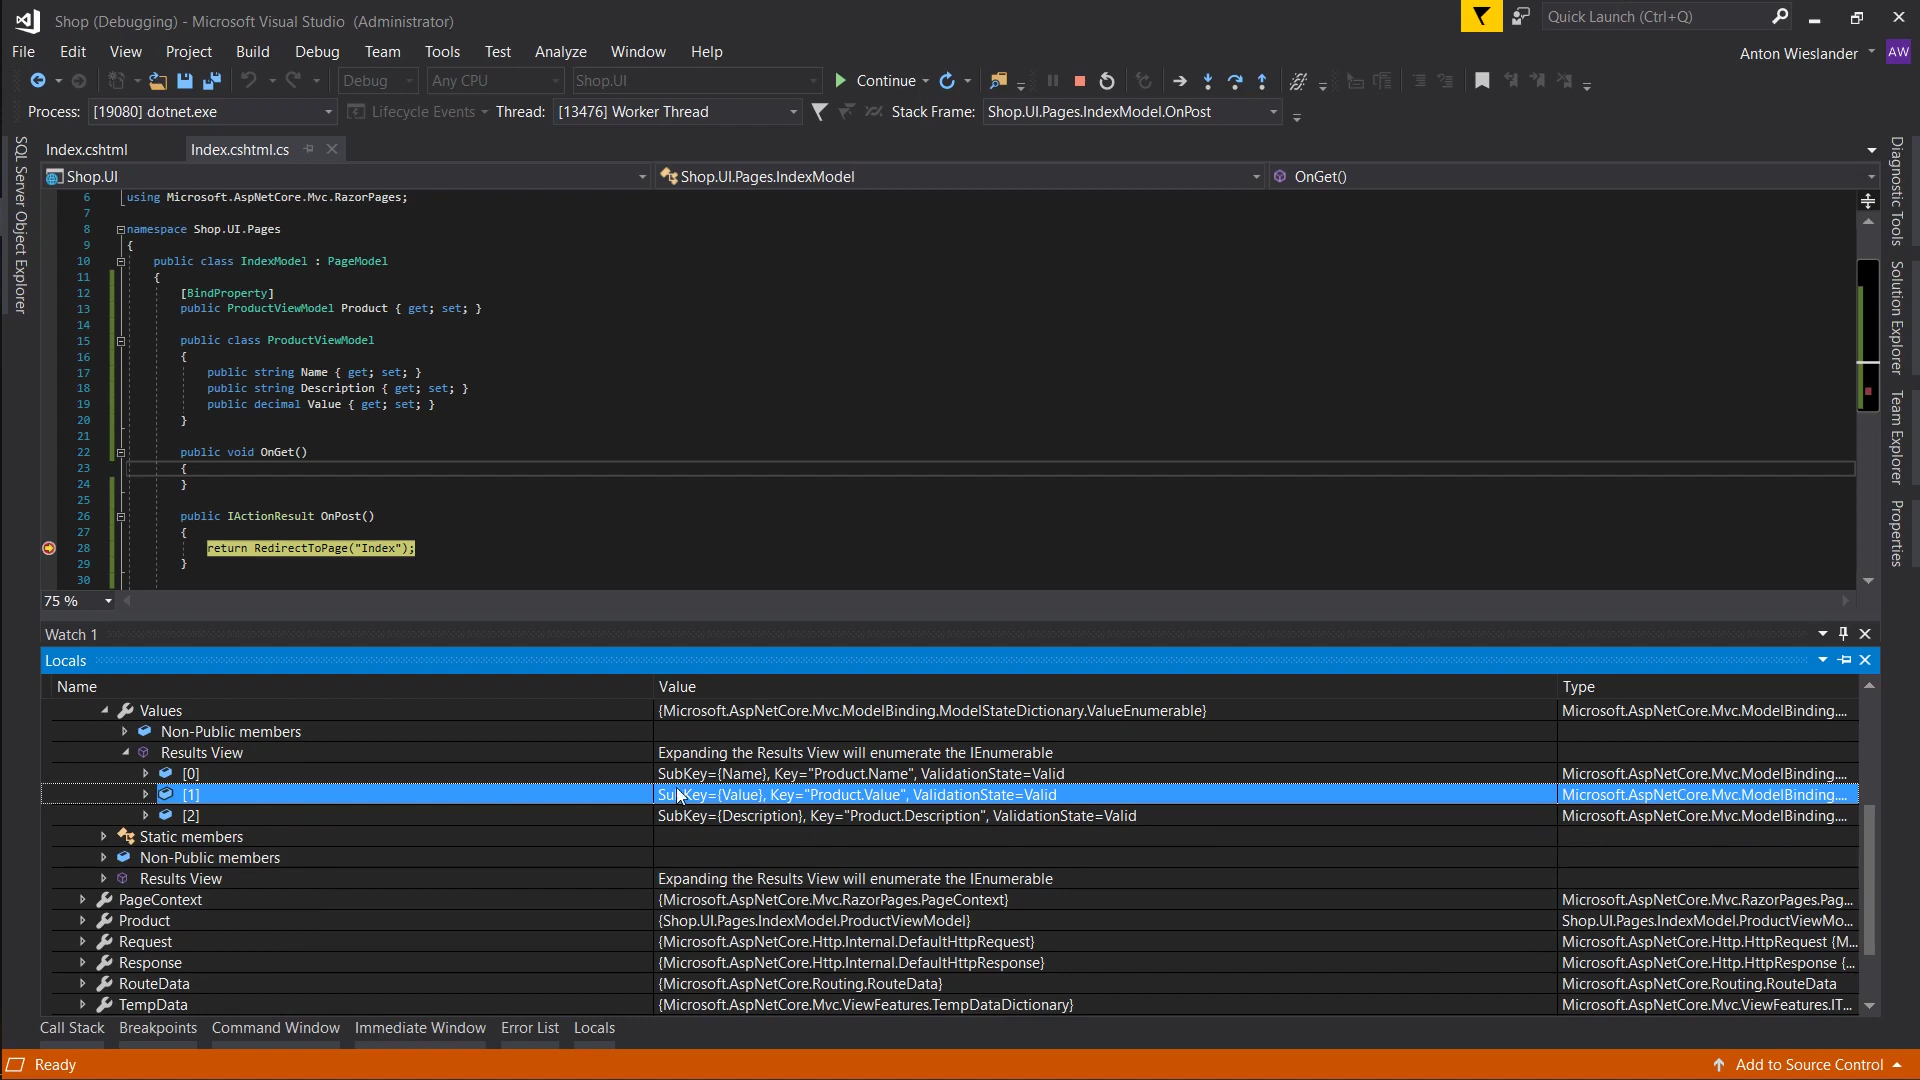 Shop (Debugging) - Microsoft Visual Studio (Administrator)
Quick Launch (Ctrl+Q)
File Edit View Project Build Debug Team Tools Test Analyze Window Help
Anton Wieslander AW
Debug Any CPU Shop.UI Continue
Process: [19080] dotnet.exe Lifecycle Events Thread: [13476] Worker Thread Stack Frame: Shop.UI.Pages.IndexModel.OnPost
SQL Server Object Explorer
Index.cshtml Index.cshtml.cs
Shop.UI Shop.UI.Pages.IndexModel OnGet()
6 using Microsoft.AspNetCore.Mvc.RazorPages;
7
8 namespace Shop.UI.Pages
9 {
10 public class IndexModel : PageModel
11 {
12 [BindProperty]
13 public ProductViewModel Product { get; set; }
14
15 public class ProductViewModel
16 {
17 public string Name { get; set; }
18 public string Description { get; set; }
19 public decimal Value { get; set; }
20 }
21
22 public void OnGet()
23 {
24 }
25
26 public IActionResult OnPost()
27 {
28 return RedirectToPage("Index");
29 }
30
75 %
Diagnostic Tools
Solution Explorer
Team Explorer
Properties
Watch 1
Locals
Name Value Type
Values {Microsoft.AspNetCore.Mvc.ModelBinding.ModelStateDictionary.ValueEnumerable} Microsoft.AspNetCore.Mvc.ModelBinding....
Non-Public members
Results View Expanding the Results View will enumerate the IEnumerable
[0] SubKey={Name}, Key="Product.Name", ValidationState=Valid Microsoft.AspNetCore.Mvc.ModelBinding....
[1] SubKey={Value}, Key="Product.Value", ValidationState=Valid Microsoft.AspNetCore.Mvc.ModelBinding....
[2] SubKey={Description}, Key="Product.Description", ValidationState=Valid Microsoft.AspNetCore.Mvc.ModelBinding....
Static members
Non-Public members
Results View Expanding the Results View will enumerate the IEnumerable
PageContext {Microsoft.AspNetCore.Mvc.RazorPages.PageContext} Microsoft.AspNetCore.Mvc.RazorPages.Pag...
Product {Shop.UI.Pages.IndexModel.ProductViewModel} Shop.UI.Pages.IndexModel.ProductViewMo...
Request {Microsoft.AspNetCore.Http.Internal.DefaultHttpRequest} Microsoft.AspNetCore.Http.HttpRequest {M...
Response {Microsoft.AspNetCore.Http.Internal.DefaultHttpResponse} Microsoft.AspNetCore.Http.HttpResponse {...
RouteData {Microsoft.AspNetCore.Routing.RouteData} Microsoft.AspNetCore.Routing.RouteData
TempData {Microsoft.AspNetCore.Mvc.ViewFeatures.TempDataDictionary} Microsoft.AspNetCore.Mvc.ViewFeatures.IT...
Call Stack Breakpoints Command Window Immediate Window Error List Locals
Ready Add to Source Control